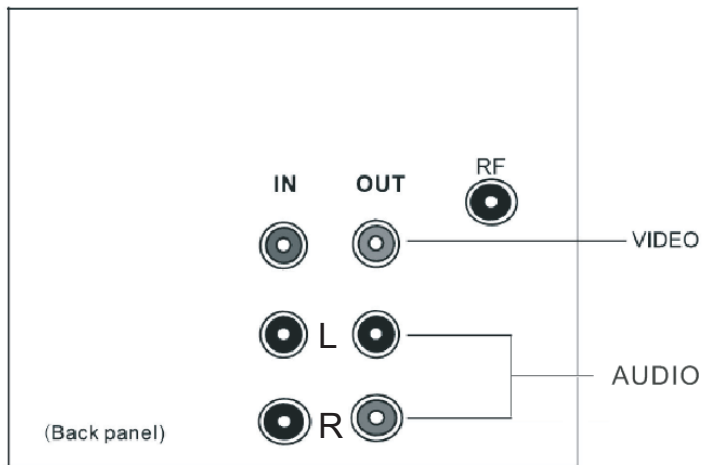 RF
IN OUT
VIDEO
L
AUDIO
R
(Back panel)